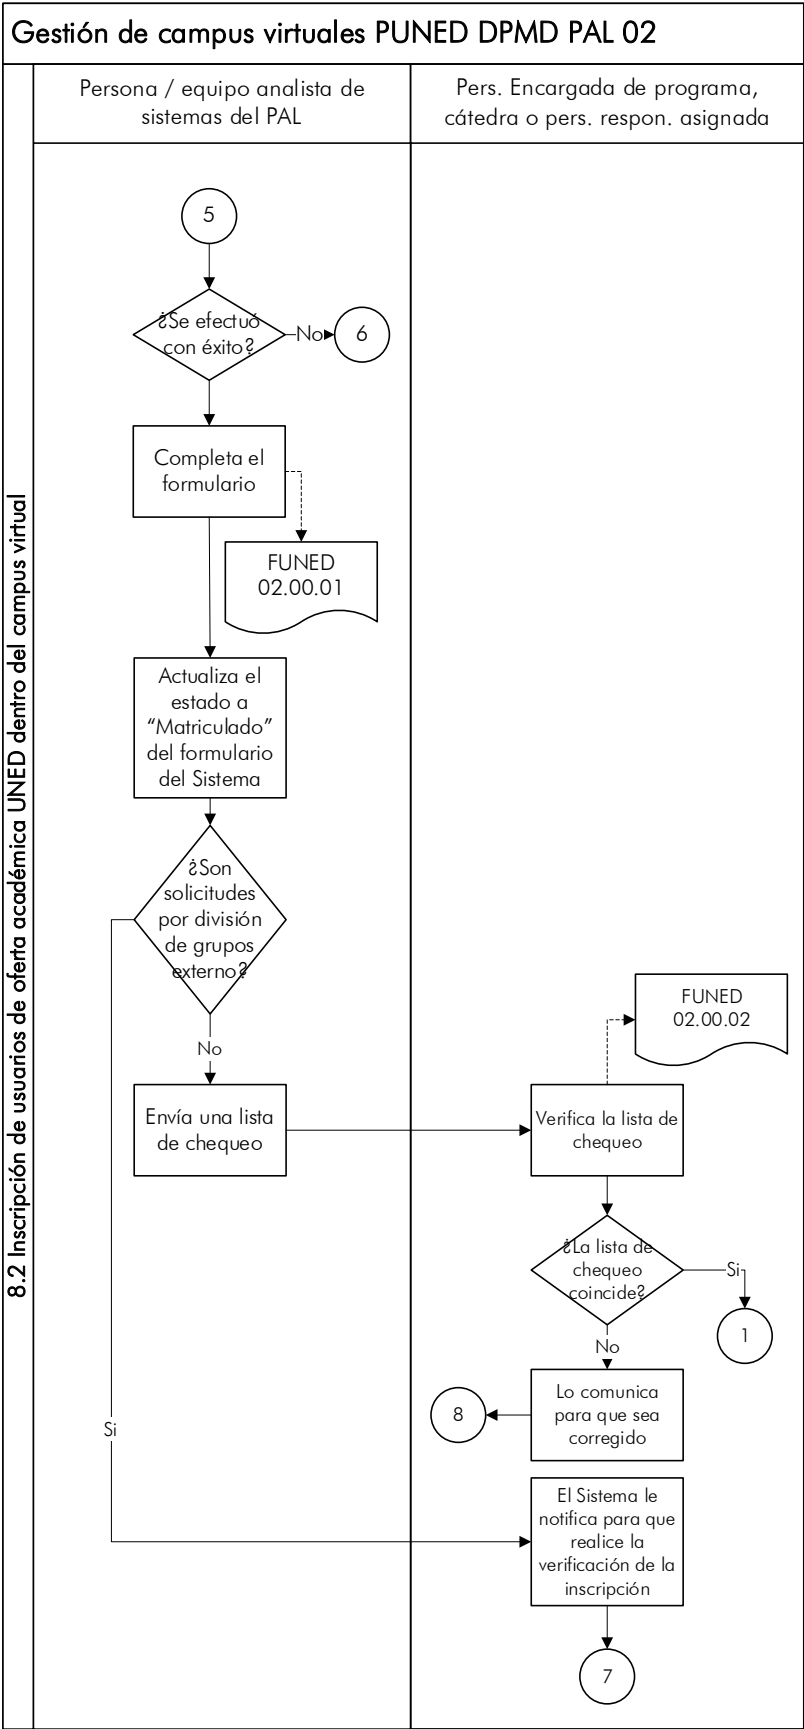 Gestión de campus virtuales PUNED DPMD PAL 02
8.2 Inscripción de usuarios de oferta académica UNED dentro del campus virtual
Persona / equipo analista de
sistemas del PAL
Pers. Encargada de programa,
cátedra o pers. respon. asignada
5
¿Se efectuó
con éxito?
No
6
Completa el
formulario
FUNED
02.00.01
Actualiza el
estado a
“Matriculado”
del formulario
del Sistema
¿Son
solicitudes
por división
de grupos
externo?
No
Si
Envía una lista
de chequeo
FUNED
02.00.02
Verifica la lista de
chequeo
¿La lista de
chequeo
coincide?
Si
1
No
Lo comunica
para que sea
corregido
8
El Sistema le
notifica para que
realice la
verificación de la
inscripción
7